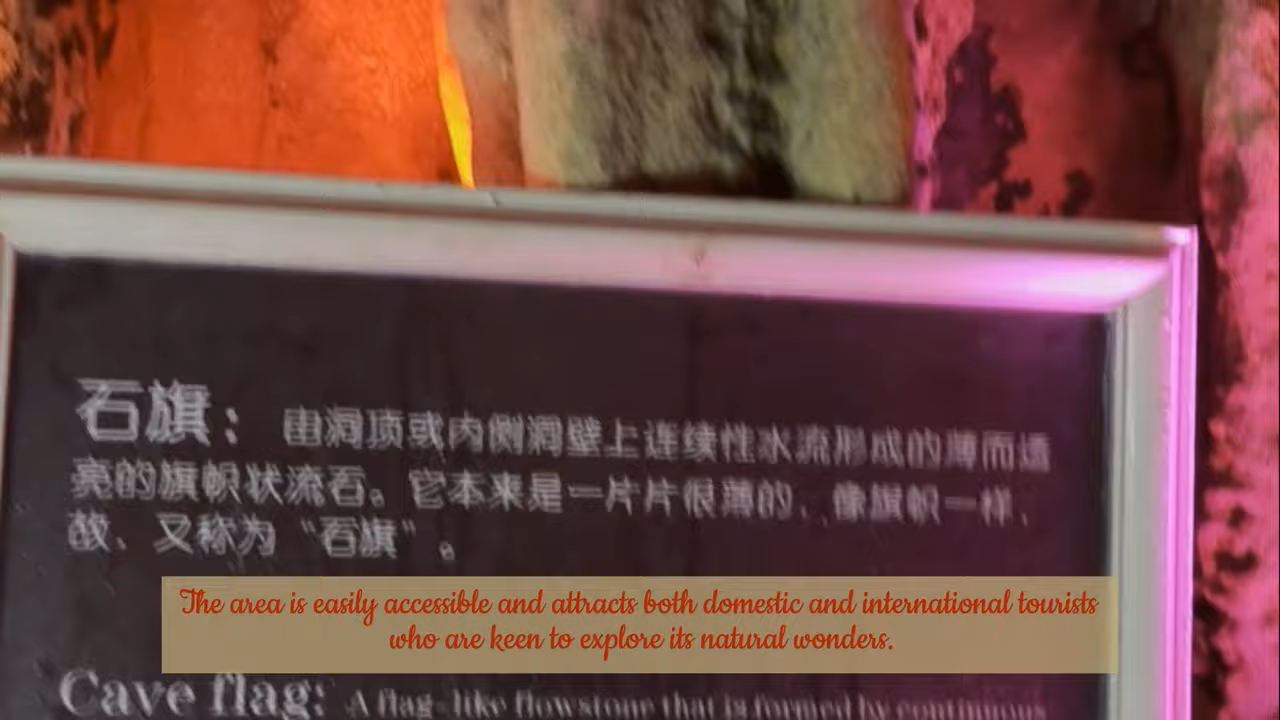 石旗：由洞顶或内侧洞壁上连续性水流形成的薄而透
亮的旗帜状流石。它本来是一片片很薄的、像旗帜一样，
故、又称为“石旗”。
The area is easily accessible and attracts both domestic and international tourists
who are keen to explore its natural wonders.
Cave flag: A flag-like flowstone that is formed by continuous